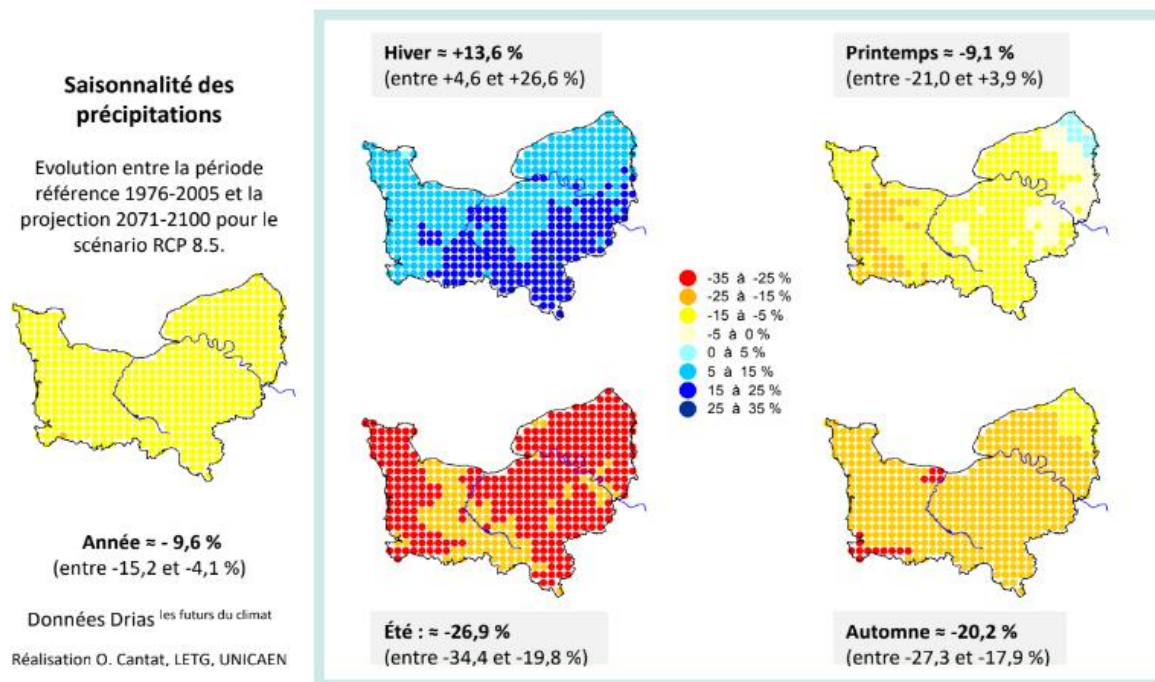 Saisonnalité des
précipitations
Evolution entre la période
référence 1976-2005 et la
projection 2071-2100 pour le
scénario RCP 8.5.
Année ≈ - 9,6 %
(entre -15,2 et -4,1 %)
Données Drias les futurs du climat
Réalisation O. Cantat, LETG, UNICAEN
Hiver ≈ +13,6 %
(entre +4,6 et +26,6 %)
Printemps ≈ -9,1 %
(entre -21,0 et +3,9 %)
-35 à -25 %
-25 à -15 %
-15 à -5 %
-5 à 0 %
0 à 5 %
5 à 15 %
15 à 25 %
25 à 35 %
Été : ≈ -26,9 %
(entre -34,4 et -19,8 %)
Automne ≈ -20,2 %
(entre -27,3 et -17,9 %)